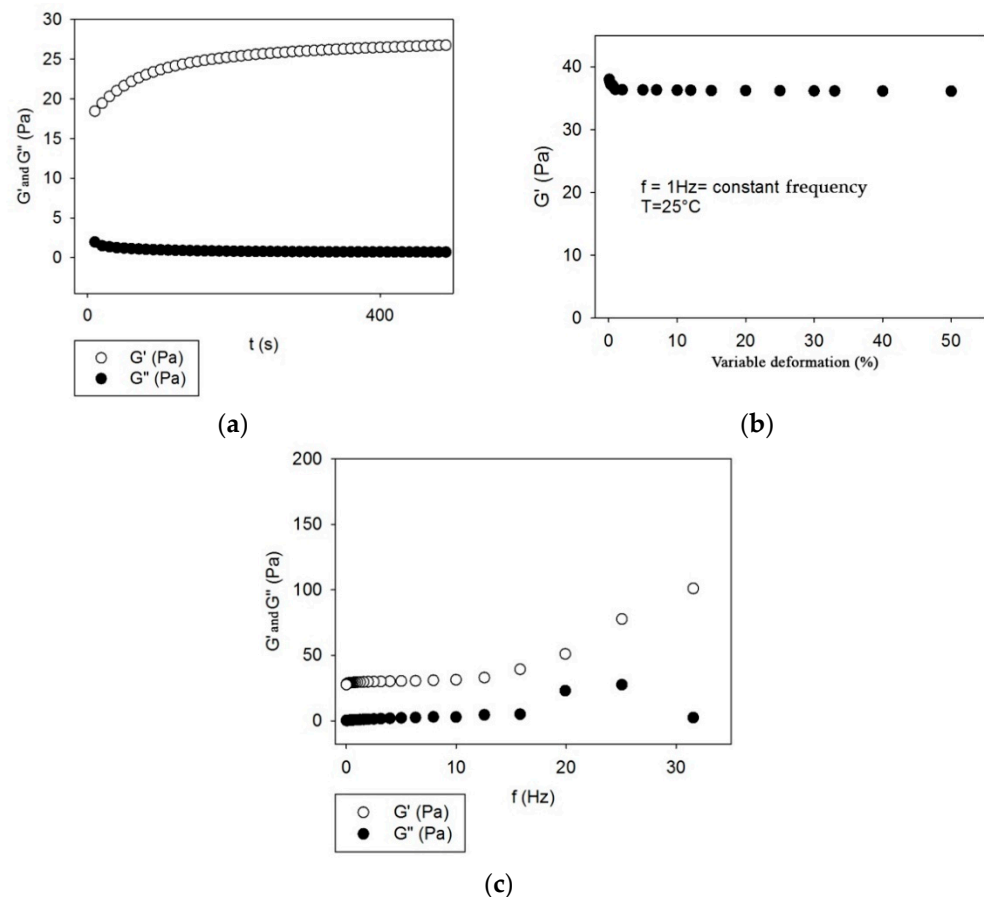 30
25
20
15
10
5
0
G' and G'' (Pa)
0 400
t (s)
G' (Pa)
G'' (Pa)
(a)
40
30
20
10
0
G' (Pa)
f = 1Hz= constant frequency
T=25°C
0 10 20 30 40 50
Variable deformation (%)
(b)
200
150
100
50
0
G' and G'' (Pa)
0 10 20 30
f (Hz)
G' (Pa)
G'' (Pa)
(c)